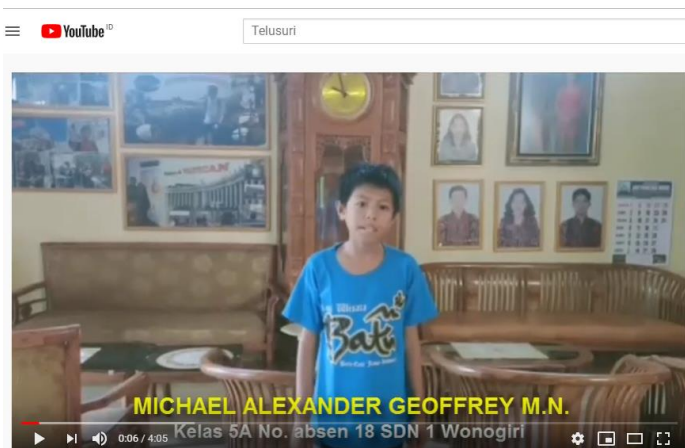 YouTube ID
Telusuri
Batu
MICHAEL ALEXANDER GEOFFREY M.N.
Kelas 5A No. absen 18 SDN 1 Wonogiri
0:06 / 4:05